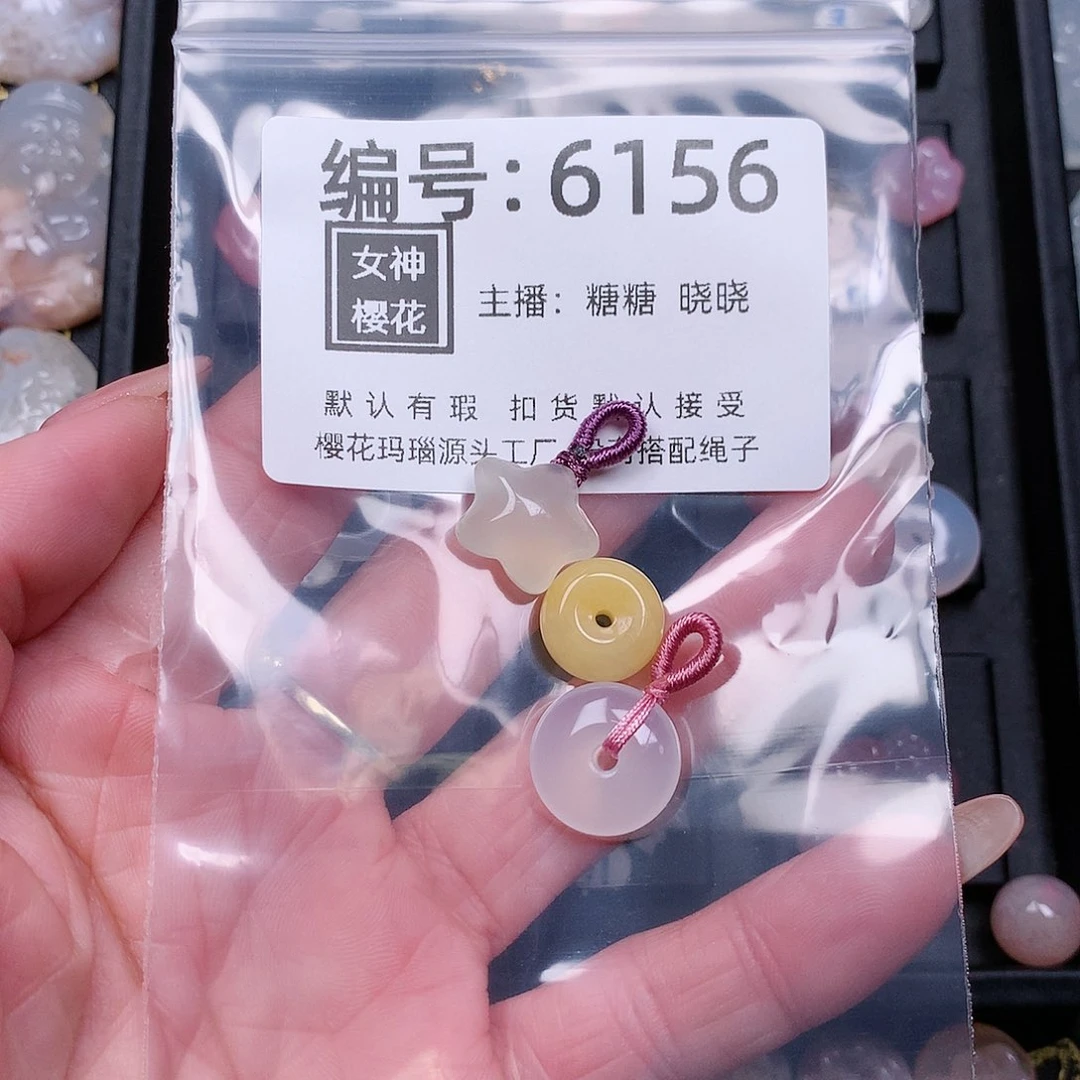 编号：6156
女神
樱花
主播：糖糖 晓晓
默认有瑕 扣货默认接受
樱花玛瑙源头工厂 搭配绳子